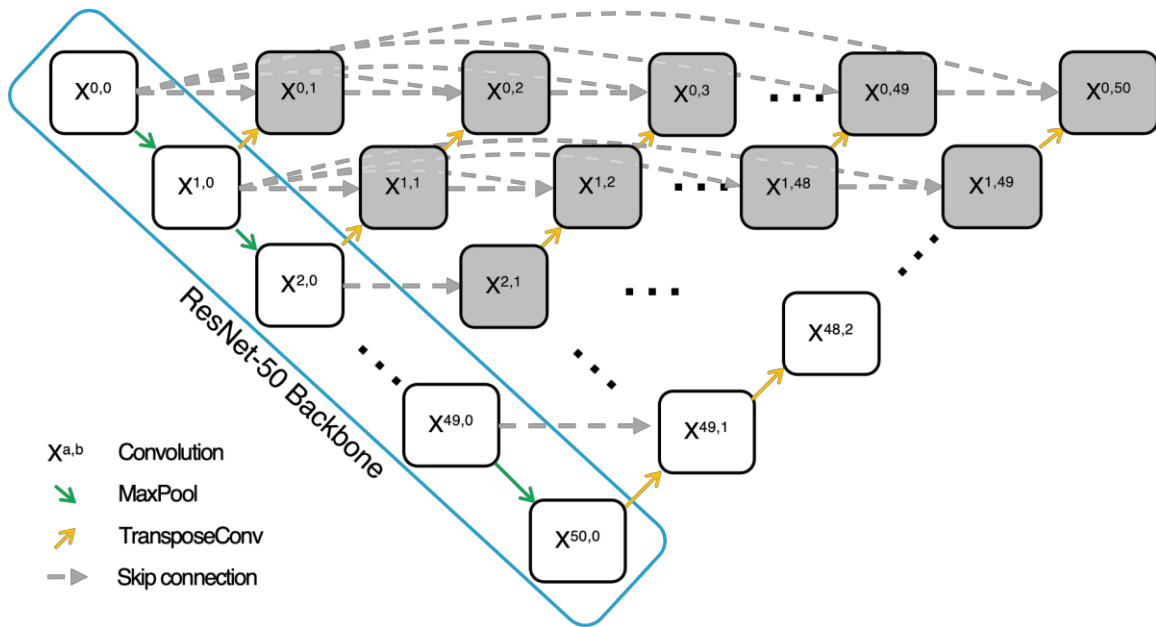 X0,0
X0,1
X0,2
X0,3
X0,49
X0,50
X1,0
X1,1
X1,2
X1,48
X1,49
X2,0
X2,1
X48,2
X49,0
X49,1
X50,0
ResNet-50 Backbone
Xa,b Convolution
MaxPool
TransposeConv
Skip connection